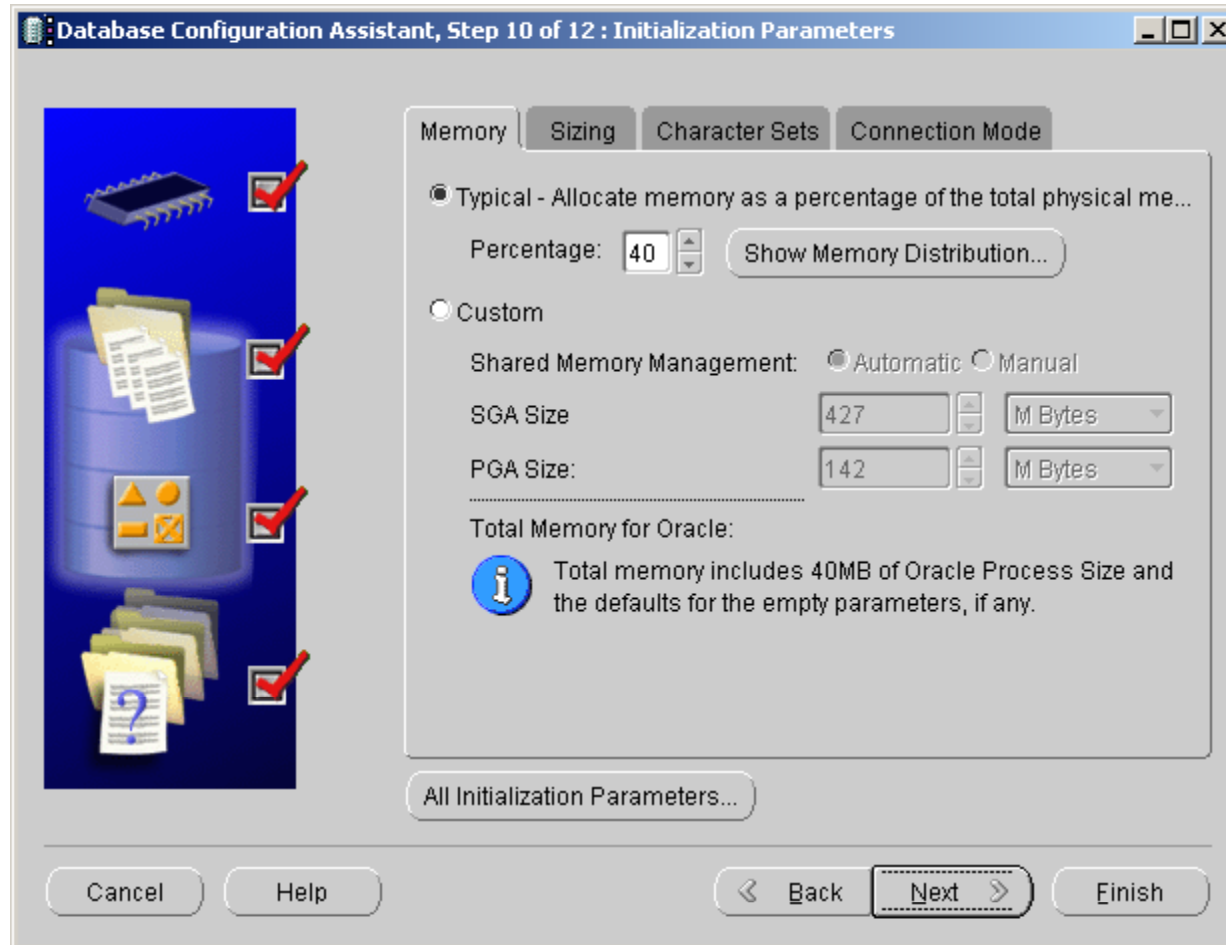 Database Configuration Assistant, Step 10 of 12 : Initialization Parameters
Memory
Sizing
Character Sets
Connection Mode
Typical - Allocate memory as a percentage of the total physical me...
Percentage: 40 Show Memory Distribution...
Custom
Shared Memory Management: Automatic Manual
SGA Size 427 M Bytes
PGA Size: 142 M Bytes
Total Memory for Oracle:
Total memory includes 40MB of Oracle Process Size and
the defaults for the empty parameters, if any.
?
All Initialization Parameters...
Cancel Help Back Next Finish